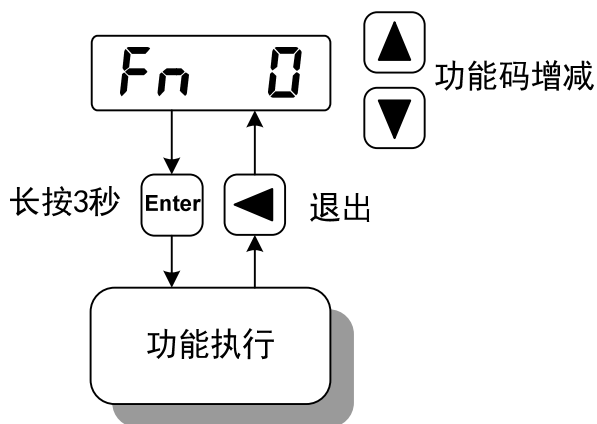 Fn 0
功能码增减
长按3秒
Enter
退出
功能执行